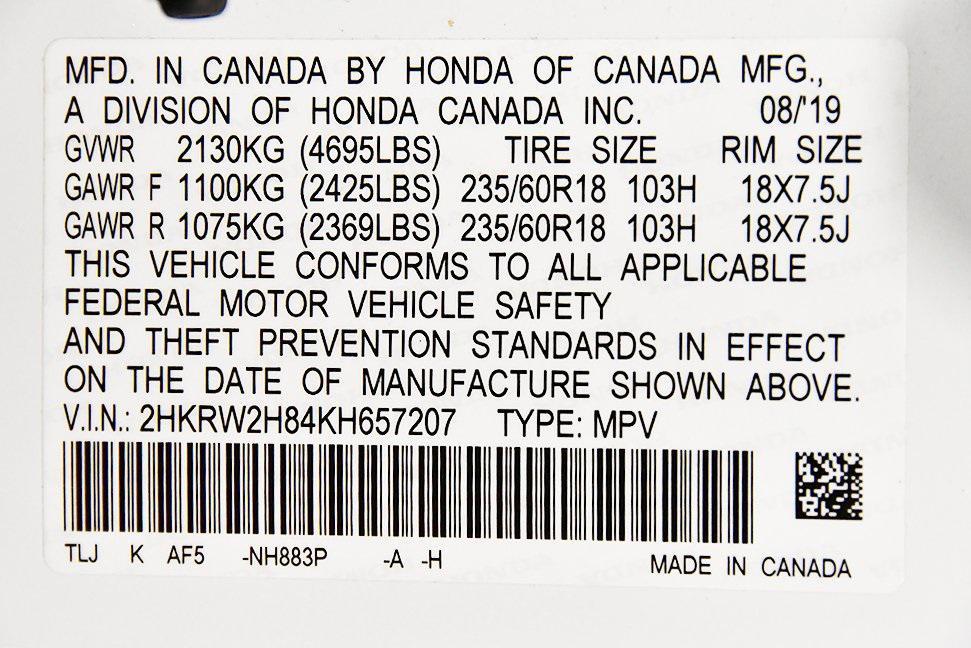 MFD. IN CANADA BY HONDA OF CANADA MFG.,
A DIVISION OF HONDA CANADA INC. 08/'19
GVWR 2130KG (4695LBS) TIRE SIZE RIM SIZE
GAWR F 1100KG (2425LBS) 235/60R18 103H 18X7.5J
GAWR R 1075KG (2369LBS) 235/60R18 103H 18X7.5J
THIS VEHICLE CONFORMS TO ALL APPLICABLE
FEDERAL MOTOR VEHICLE SAFETY
AND THEFT PREVENTION STANDARDS IN EFFECT
ON THE DATE OF MANUFACTURE SHOWN ABOVE.
V.I.N.: 2HKRW2H84KH657207 TYPE: MPV
TLJ K AF5 -NH883P -A -H MADE IN CANADA